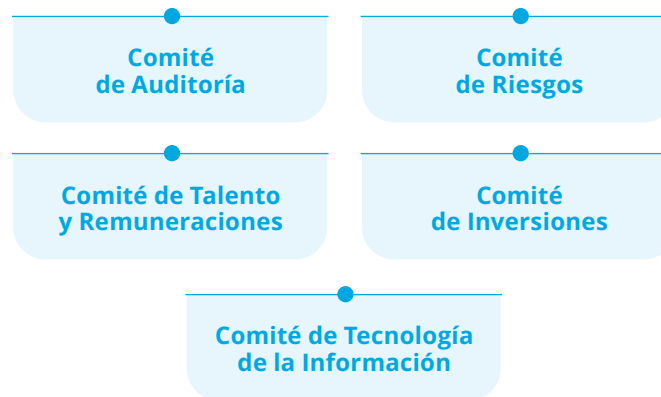 Comité
de Auditoría
Comité
de Riesgos
Comité de Talento
y Remuneraciones
Comité
de Inversiones
Comité de Tecnología
de la Información